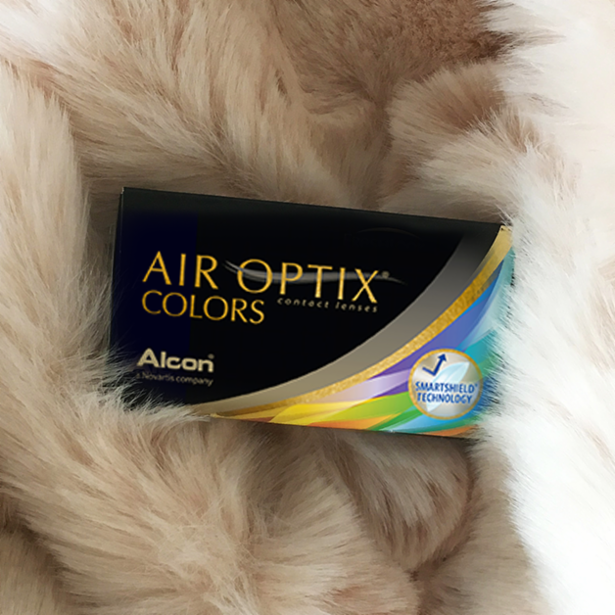 AIR OPTIX®
COLORS contact lenses
Alcon®
a Novartis company
SMARTSHIELD®
TECHNOLOGY